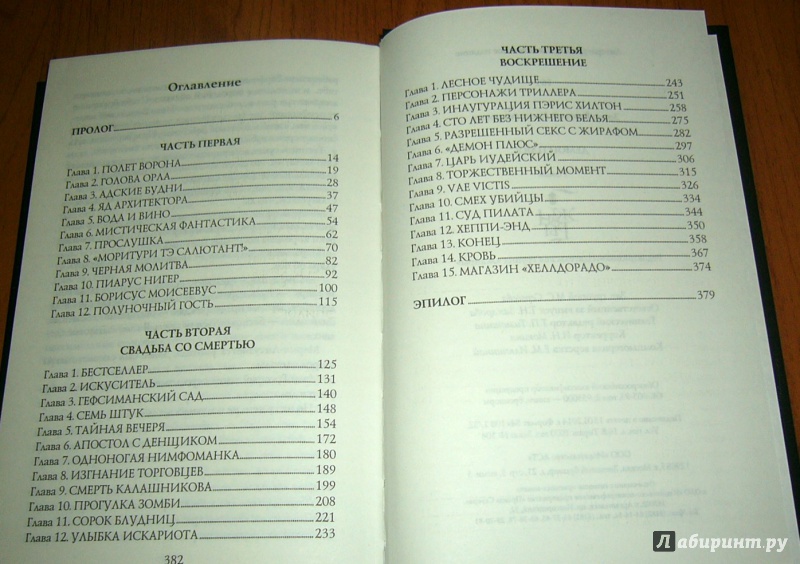 Оглавление
ПРОЛОГ 6
ЧАСТЬ ПЕРВАЯ
Глава 1. ПОЛЕТ ВОРОНА 14
Глава 2. ГОЛОВА ОРЛА 19
Глава 3. АДСКИЕ БУДНИ 28
Глава 4. ЯД АРХИТЕКТОРА 37
Глава 5. ВОДА И ВИНО 47
Глава 6. МИСТИЧЕСКАЯ ФАНТАСТИКА 54
Глава 7. ПРОСЛУШКА 62
Глава 8. «МОРИТУРИ ТЭ САЛЮТАНТ!» 70
Глава 9. ЧЕРНАЯ МОЛИТВА 82
Глава 10. ПИАРУС НИГЕР 92
Глава 11. БОРИСУС МОИСЕЕВУС 100
Глава 12. ПОЛУНОЧНЫЙ ГОСТЬ 115
ЧАСТЬ ВТОРАЯ
СВАДЬБА СО СМЕРТЬЮ
Глава 1. БЕСТСЕЛЛЕР 125
Глава 2. ИСКУСИТЕЛЬ 131
Глава 3. ГЕФСИМАНСКИЙ САД 140
Глава 4. СЕМЬ ШТУК 148
Глава 5. ТАЙНАЯ ВЕЧЕРЯ 154
Глава 6. АПОСТОЛ С ДЕНЩИКОМ 172
Глава 7. ОДНОНОГАЯ НИМФОМАНКА 180
Глава 8. ИЗГНАНИЕ ТОРГОВЦЕВ 189
Глава 9. СМЕРТЬ КАЛАШНИКОВА 199
Глава 10. ПРОГУЛКА ЗОМБИ 208
Глава 11. СОРОК БЛУДНИЦ 221
Глава 12. УЛЫБКА ИСКАРИОТА 233
382
ЧАСТЬ ТРЕТЬЯ
ВОСКРЕШЕНИЕ
Глава 1. ЛЕСНОЕ ЧУДИЩЕ 243
Глава 2. ПЕРСОНАЖИ ТРИЛЛЕРА 251
Глава 3. ИНАУГУРАЦИЯ ПЭРИС ХИЛТОН 258
Глава 4. СТО ЛЕТ БЕЗ НИЖНЕГО БЕЛЬЯ 275
Глава 5. РАЗРЕШЕННЫЙ СЕКС С ЖИРАФОМ 282
Глава 6. «ДЕМОН ПЛЮС» 297
Глава 7. ЦАРЬ ИУДЕЙСКИЙ 306
Глава 8. ТОРЖЕСТВЕННЫЙ МОМЕНТ 315
Глава 9. VAE VICTIS 326
Глава 10. СМЕХ УБИЙЦЫ 334
Глава 11. СУД ПИЛАТА 344
Глава 12. ХЕППИ-ЭНД 350
Глава 13. КОНЕЦ 358
Глава 14. КРОВЬ 367
Глава 15. МАГАЗИН «ХЕЛЛДОРАДО» 374
ЭПИЛОГ 379
Лабиринт.ру